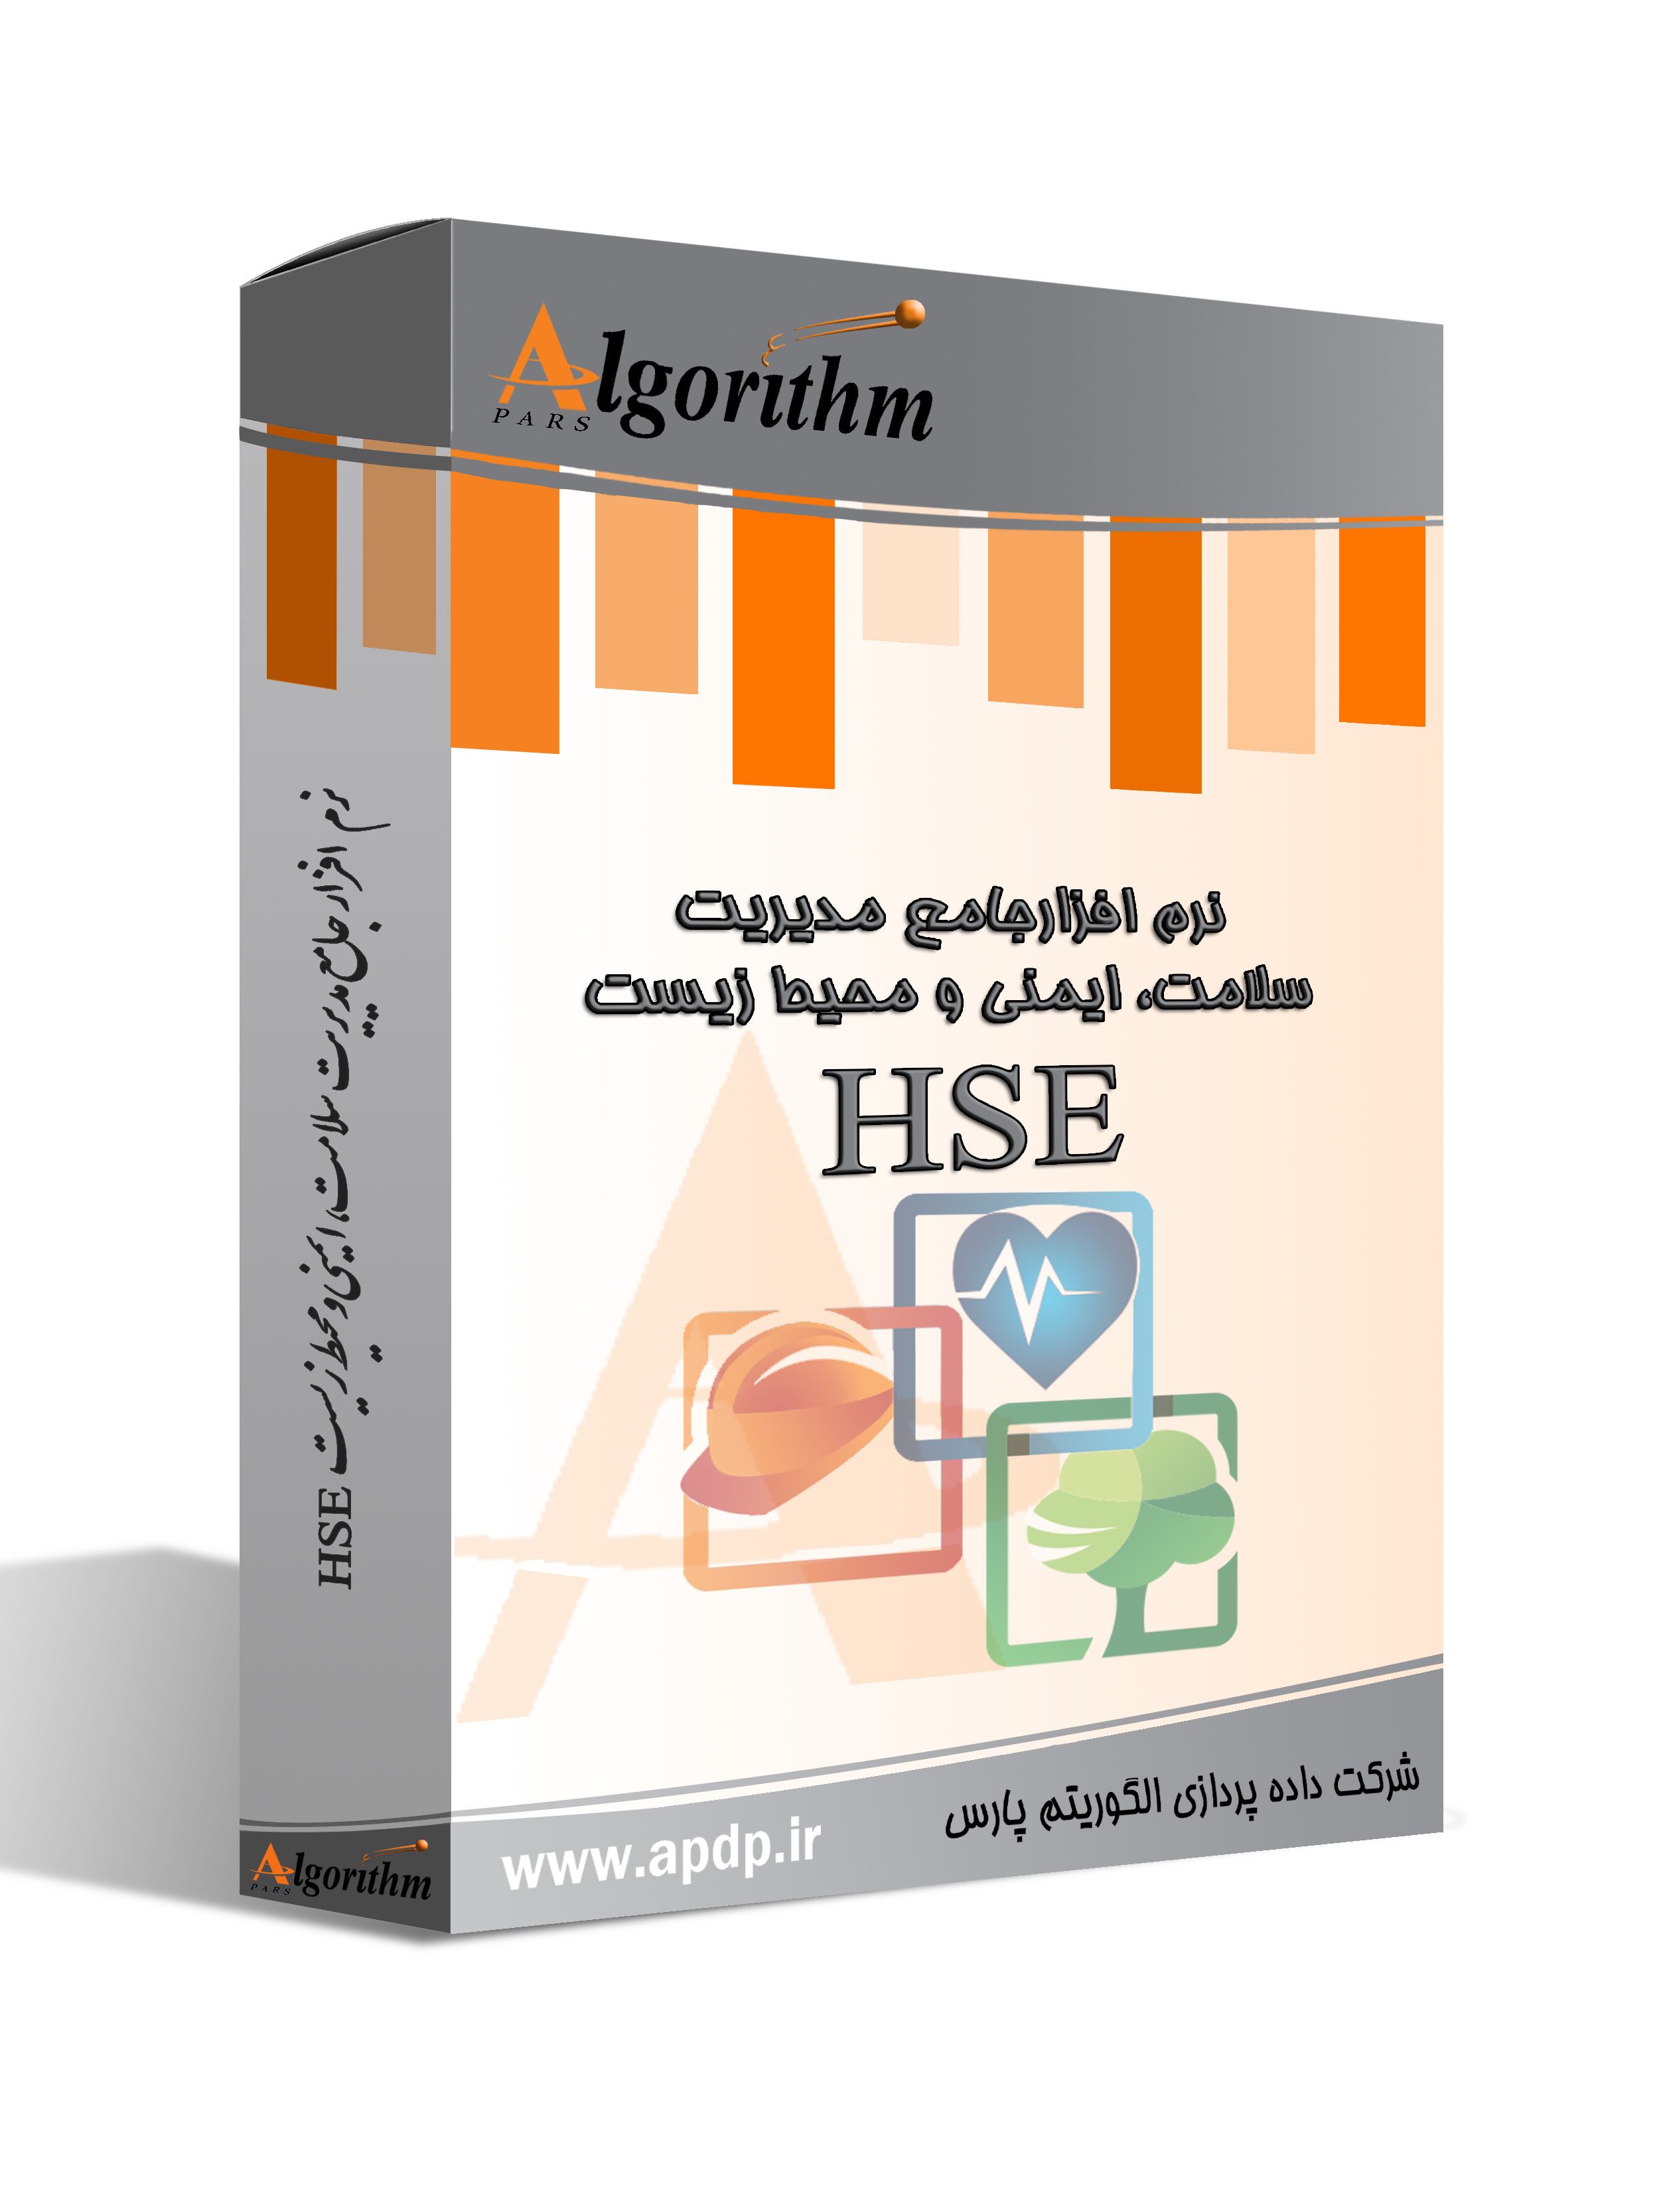 Algorithm
PARS
نرم افزارجامع مدیریت
سلامت، ایمنی و محیط زیست
HSE
www.apdp.ir
شرکت داده پردازی الگوریتم پارس
نرم افزار جامع مدیریت سلامت، ایمنی و محیط زیست HSE
Algorithm
PARS